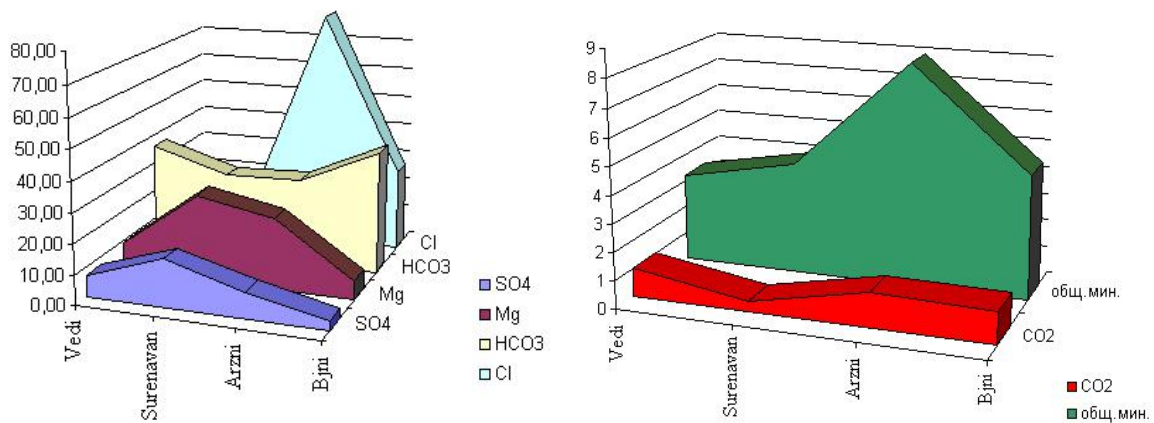 80,00
70,00
60,00
50,00
40,00
30,00
20,00
10,00
0,00
Vedi
Surenavan
Arzni
Bjni
SO4
Mg
HCO3
Cl
SO4
Mg
HCO3
Cl
9
8
7
6
5
4
3
2
1
0
Vedi
Surenavan
Arzni
Bjni
CO2
общ.мин.
CO2
общ.мин.